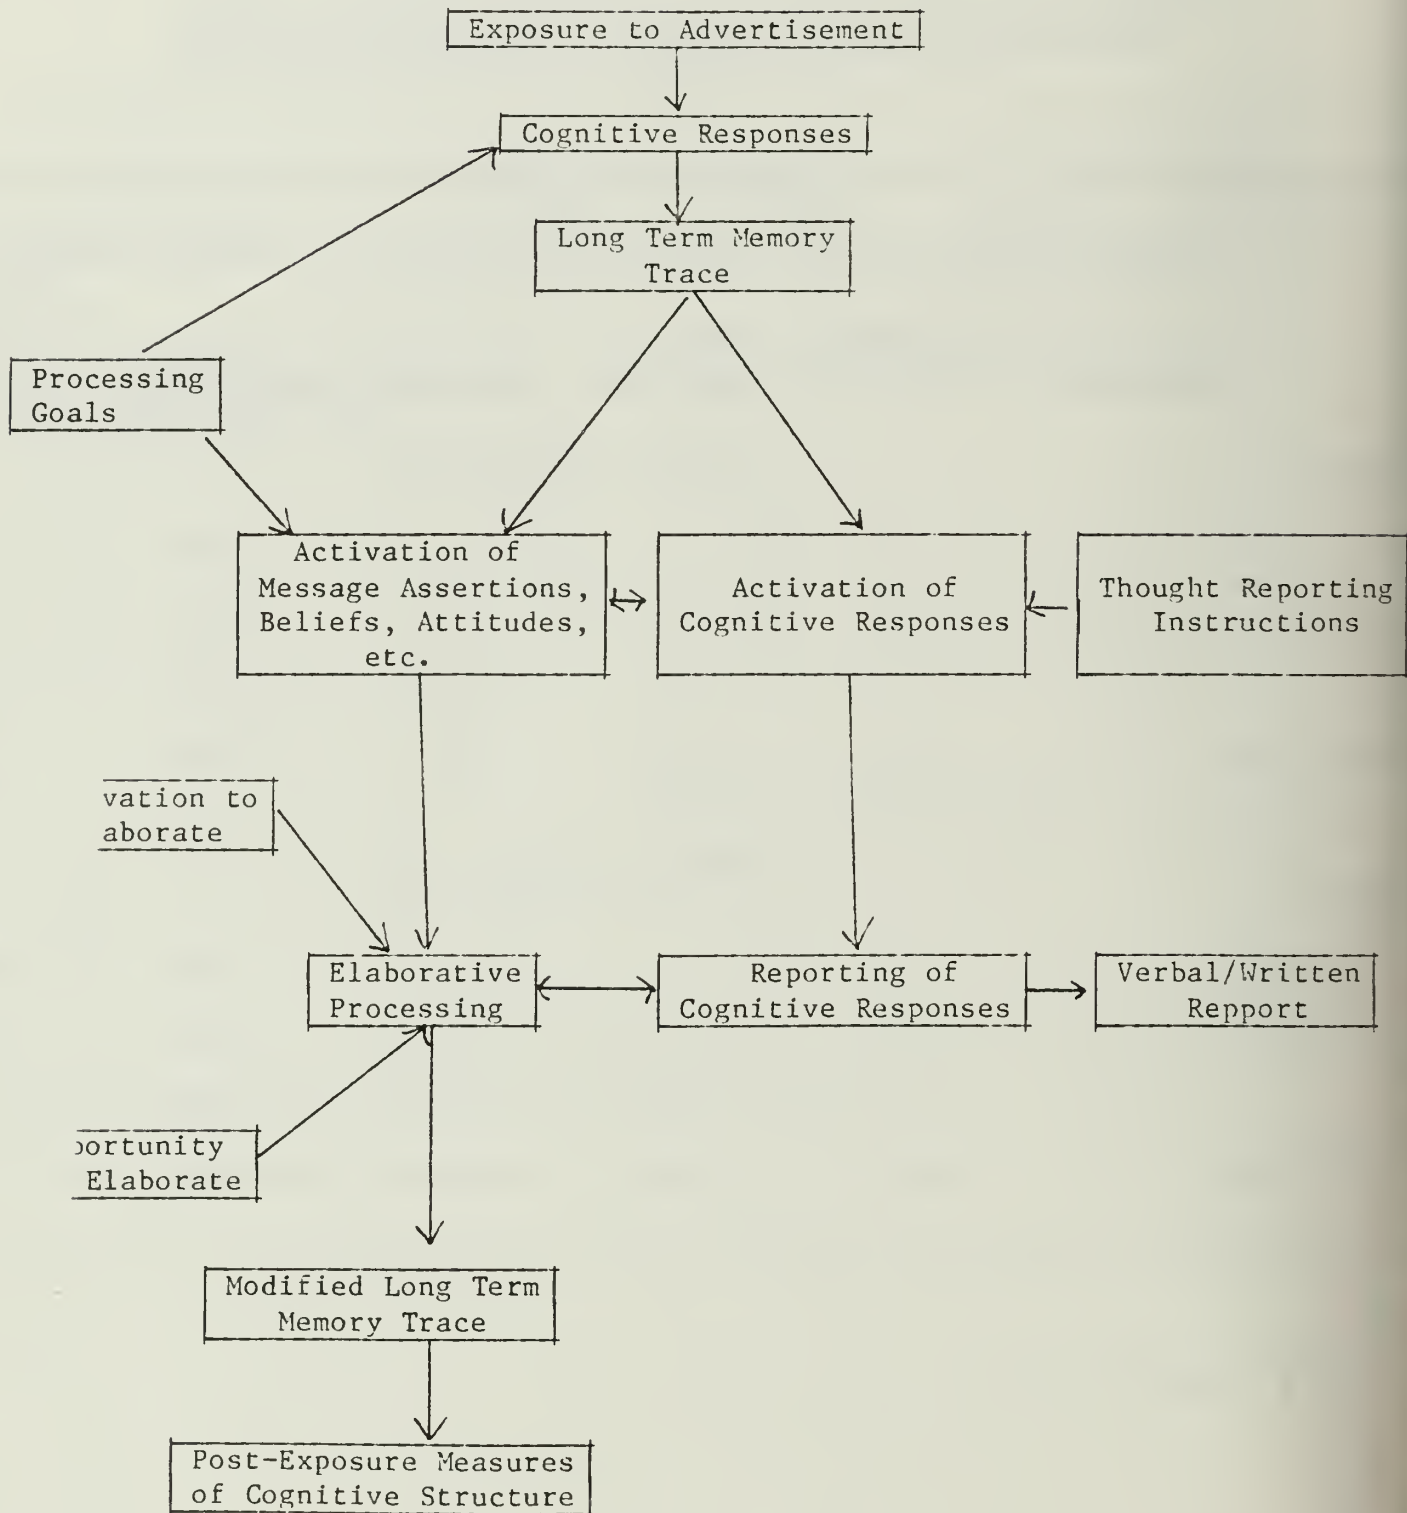 Exposure to Advertisement
Cognitive Responses
Long Term Memory
Trace
Processing
Goals
Activation of
Message Assertions,
Beliefs, Attitudes,
etc.
Activation of
Cognitive Responses
Thought Reporting
Instructions
vation to
aborate
Elaborative
Processing
Reporting of
Cognitive Responses
Verbal/Written
Repport
portunity
Elaborate
Modified Long Term
Memory Trace
Post-Exposure Measures
of Cognitive Structure